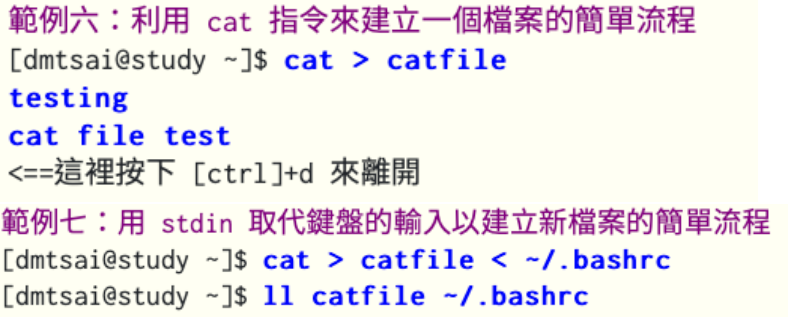 範例六：利用 cat 指令來建立一個檔案的簡單流程
[dmtsai@study ~]$ cat > catfile
testing
cat file test
<==這裡按下 [ctrl]+d 來離開
範例七：用 stdin 取代鍵盤的輸入以建立新檔案的簡單流程
[dmtsai@study ~]$ cat > catfile < ~/.bashrc
[dmtsai@study ~]$ ll catfile ~/.bashrc